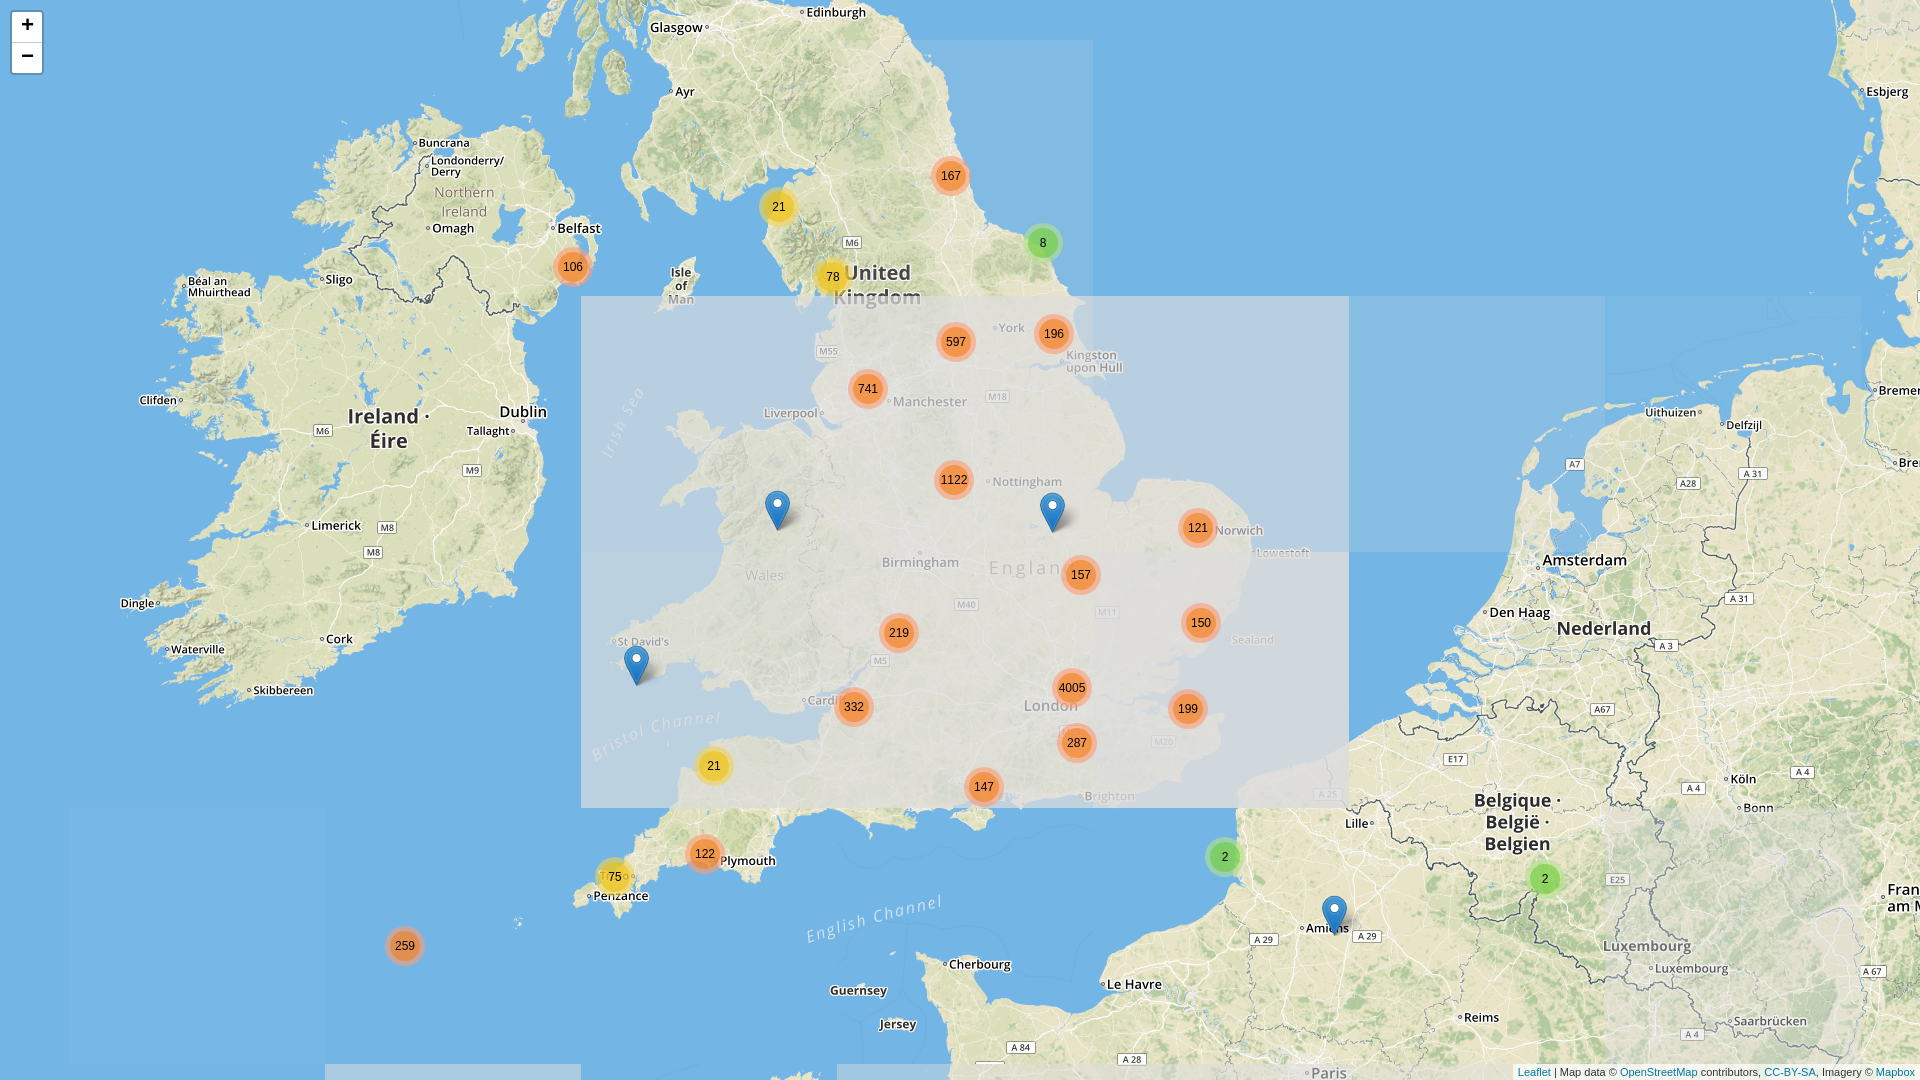 +
−
Edinburgh
Glasgow
Ayr
Esbjerg
Buncrana
Londonderry/
Derry
Northern
Ireland
Omagh
Belfast
167
21
8
M6
106
78
United
Kingdom
Isle
of
Man
Sligo
Béal an
Mhuirthead
York
196
597
M55
Kingston
upon Hull
741
Manchester
M18
Liverpool
Irish Sea
Clifden
Dublin
Ireland ·
Éire
Tallaght
M6
M9
Uithuizen
Delfzijl
A7
A 31
A28
1122
Nottingham
121
Norwich
Lowestoft
Limerick
M8
M8
Birmingham
Wales
157
Amsterdam
A 31
Den Haag
Nederland
A 3
M40
M11
Dingle
Cork
Waterville
Skibbereen
St David's
219
150
Sealand
M5
4005
London
199
332
287
M20
Bristol Channel
A67
E17
21
147
Brighton
A 25
Köln
A 4
A 4
Bonn
Belgique ·
België ·
Belgien
Lille
122
Plymouth
75
Penzance
2
2
E25
259
English Channel
Amiens
A 29
A 29
Luxembourg
Luxembourg
A 67
Cherbourg
Guernsey
Jersey
Le Havre
Reims
Saarbrücken
A 4
A 84
A 28
Paris
Leaflet | Map data © OpenStreetMap contributors, CC-BY-SA, Imagery © Mapbox